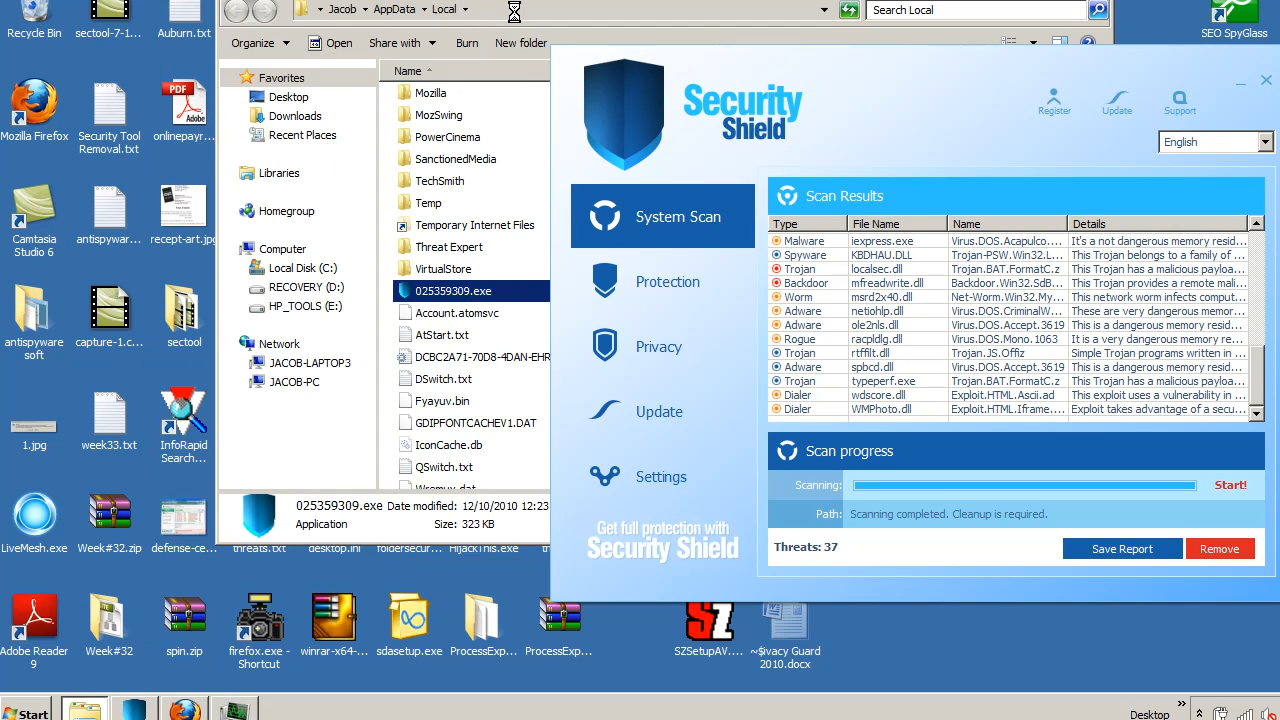 Recycle Bin
sectool-7-1...
Auburn.txt
Mozilla Firefox
Security Tool
Removal.txt
PDF
Adobe
onlinepayr...
Camtasia
Studio 6
antispywar...
recept-art.jpg
antispyware
soft
capture-1.c...
sectool
1.jpg
week33.txt
InfoRapid
Search...
LiveMesh.exe
Week#32.zip
defense-ce...
threats.txt
desktop.ini
foldersecur...
HijackThis.exe
Adobe Reader
9
Week#32
spin.zip
firefox.exe -
Shortcut
winrar-x64-...
sdasetup.exe
ProcessExp...
ProcessExp...
SZ
SZSetupAV....
~$ivacy Guard
2010.docx
SEO SpyGlass
Jacob
AppData
Local
Search Local
Organize
Open
Share with
Burn
New folder
Favorites
Desktop
Downloads
Recent Places
Libraries
Homegroup
Computer
Local Disk (C:)
RECOVERY (D:)
HP_TOOLS (E:)
Network
JACOB-LAPTOP3
JACOB-PC
Name
Mozilla
MozSwing
PowerCinema
SanctionedMedia
TechSmith
Temp
Temporary Internet Files
Threat Expert
VirtualStore
025359309.exe
Account.atomsvc
AtStart.txt
DCBC2A71-70D8-4DAN-EHR
DSwitch.txt
Fyayuv.bin
GDIPFONTCACHEV1.DAT
IconCache.db
QSwitch.txt
Wremuv.dat
025359309.exe Date modified: 12/10/2010 12:23
Application Size: 323 KB
Security
Shield
Register
Update
Support
English
System Scan
Protection
Privacy
Update
Settings
Get full protection with
Security Shield
Scan Results
Type File Name Name Details
Malware iexpress.exe Virus.DOS.Acapulco.... It's a not dangerous memory resid...
Spyware KBDHAU.DLL Trojan-PSW.Win32.L... This Trojan belongs to a family of ...
Trojan localsec.dll Trojan.BAT.FormatC.z This Trojan has a malicious payloa...
Backdoor mfreadwrite.dll Backdoor.Win32.SdB... This Trojan provides a remote mali...
Worm msrd2x40.dll Net-Worm.Win32.My... This network worm infects comput...
Adware netiohlp.dll Virus.DOS.CriminalW... These are very dangerous memor...
Adware ole2nls.dll Virus.DOS.Accept.3619 This is a dangerous memory resid...
Rogue racpldlg.dll Virus.DOS.Mono.1063 It is a very dangerous memory re...
Trojan rtffilt.dll Trojan.JS.Offiz Simple Trojan programs written in ...
Adware spbcd.dll Virus.DOS.Accept.3619 This is a dangerous memory resid...
Trojan typeperf.exe Trojan.BAT.FormatC.z This Trojan has a malicious payloa...
Dialer wdscore.dll Exploit.HTML.Ascii.ad This exploit uses a vulnerability in ...
Dialer WMPhoto.dll Exploit.HTML.Iframe.... Exploit takes advantage of a secu...
Scan progress
Scanning: Start!
Path: Scanning completed. Cleanup is required.
Threats: 37
Save Report
Remove
Start
Desktop